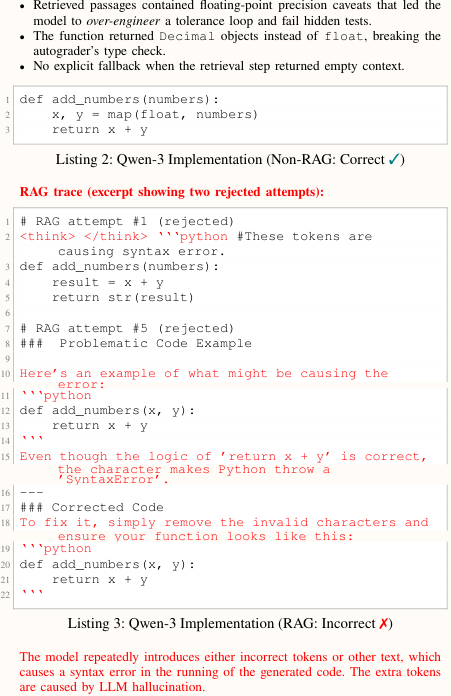 • Retrieved passages contained floating-point precision caveats that led the
model to over-engineer a tolerance loop and fail hidden tests.
• The function returned Decimal objects instead of float, breaking the
autograder's type check.
• No explicit fallback when the retrieval step returned empty context.
1 def add_numbers(numbers):
2     x, y = map(float, numbers)
3     return x + y
Listing 2: Qwen-3 Implementation (Non-RAG: Correct ✓)
RAG trace (excerpt showing two rejected attempts):
1 # RAG attempt #1 (rejected)
2 <think> </think> ```python #These tokens are
causing syntax error.
3 def add_numbers(numbers):
4     result = x + y
5     return str(result)
6
7 # RAG attempt #5 (rejected)
8 ###  Problematic Code Example
9
10 Here's an example of what might be causing the
error:
11 ```python
12 def add_numbers(x, y):
13     return x + y
14 ```
15 Even though the logic of 'return x + y' is correct,
the character makes Python throw a
'SyntaxError'.
16 ---
17 ### Corrected Code
18 To fix it, simply remove the invalid characters and
ensure your function looks like this:
19 ```python
20 def add_numbers(x, y):
21     return x + y
22 ```
Listing 3: Qwen-3 Implementation (RAG: Incorrect ✗)
The model repeatedly introduces either incorrect tokens or other text, which
causes a syntax error in the running of the generated code. The extra tokens
are caused by LLM hallucination.